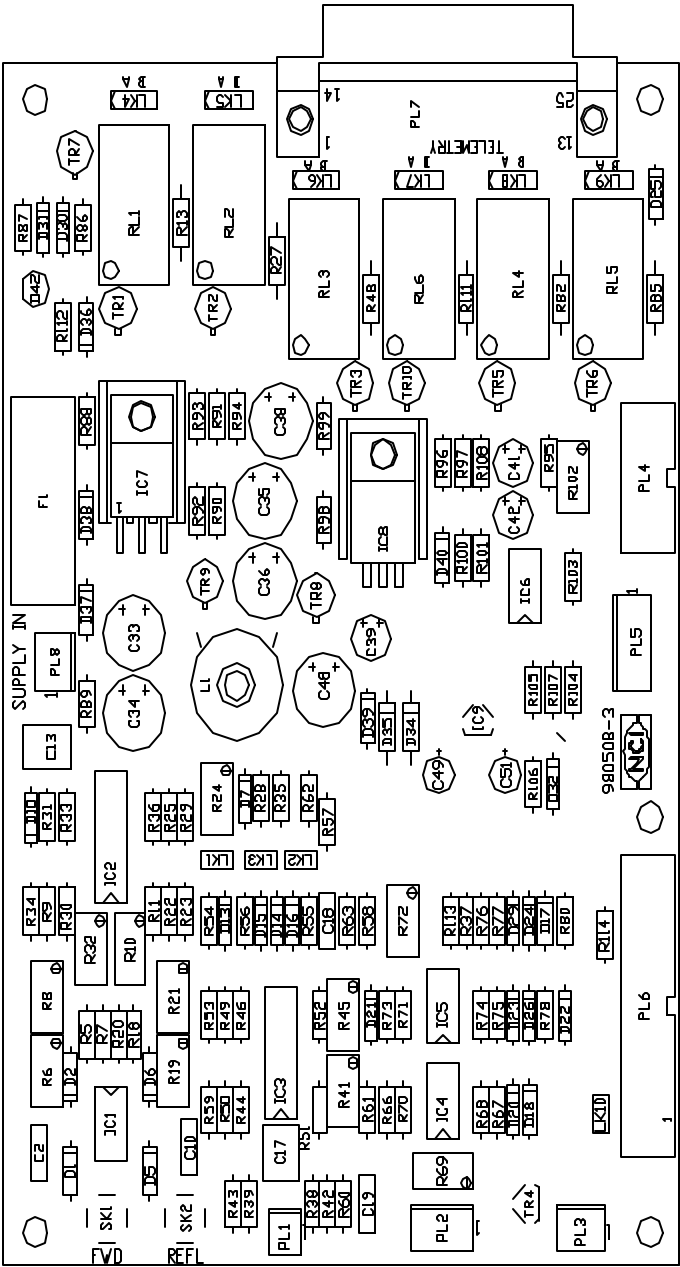 B A
D A
LK4
LK5
14
25
PL7
1
13
TELEMETRY
TR7
B A
D A
B A
B A
LK6
LK7
LK8
LK9
D25
R87
D31
D30
R86
RL1
R13
RL2
R27
RL3
R48
RL6
R111
RL4
R82
RL5
R85
D42
R112
D36
TR1
TR2
TR3
TR10
TR5
TR6
R88
R93
R91
R94
C38
R99
IC7
1
F1
D38
R92
R90
C35
R98
IC8
R96
R97
R108
C41
R95
R102
PL4
C42
D40
R100
R101
IC6
R103
D37
TR9
C36
TR8
1
PL5
SUPPLY IN
PL8
1
C33
C39
L1
C48
R89
C34
D39
D35
D34
IC9
R105
R107
R104
C13
C49
C51
R106
D32
98050B-3
NCI
D10
R31
R33
IC2
R36
R25
R29
R24
D7
R28
R35
R62
R57
LK1
LK3
LK2
R34
R9
R30
R11
R22
R23
R54
D13
R56
D15
D14
D16
R55
C18
R63
R58
R72
R113
R37
R76
R77
D29
D24
D17
R80
R114
R32
R10
R8
R21
R53
R49
R46
R52
R45
D21
R73
R71
IC5
R74
R75
D23
D26
R78
D22
PL6
R5
R7
R20
R18
R6
D2
D6
R19
IC1
R59
R50
R44
IC3
R41
R61
R66
R70
IC4
R68
R67
D20
D18
LK10
1
C2
D1
D5
C10
C17
R51
R69
SK1
SK2
R43
R39
PL1
R38
R42
R60
C19
PL2
TR4
PL3
FWD
REFL